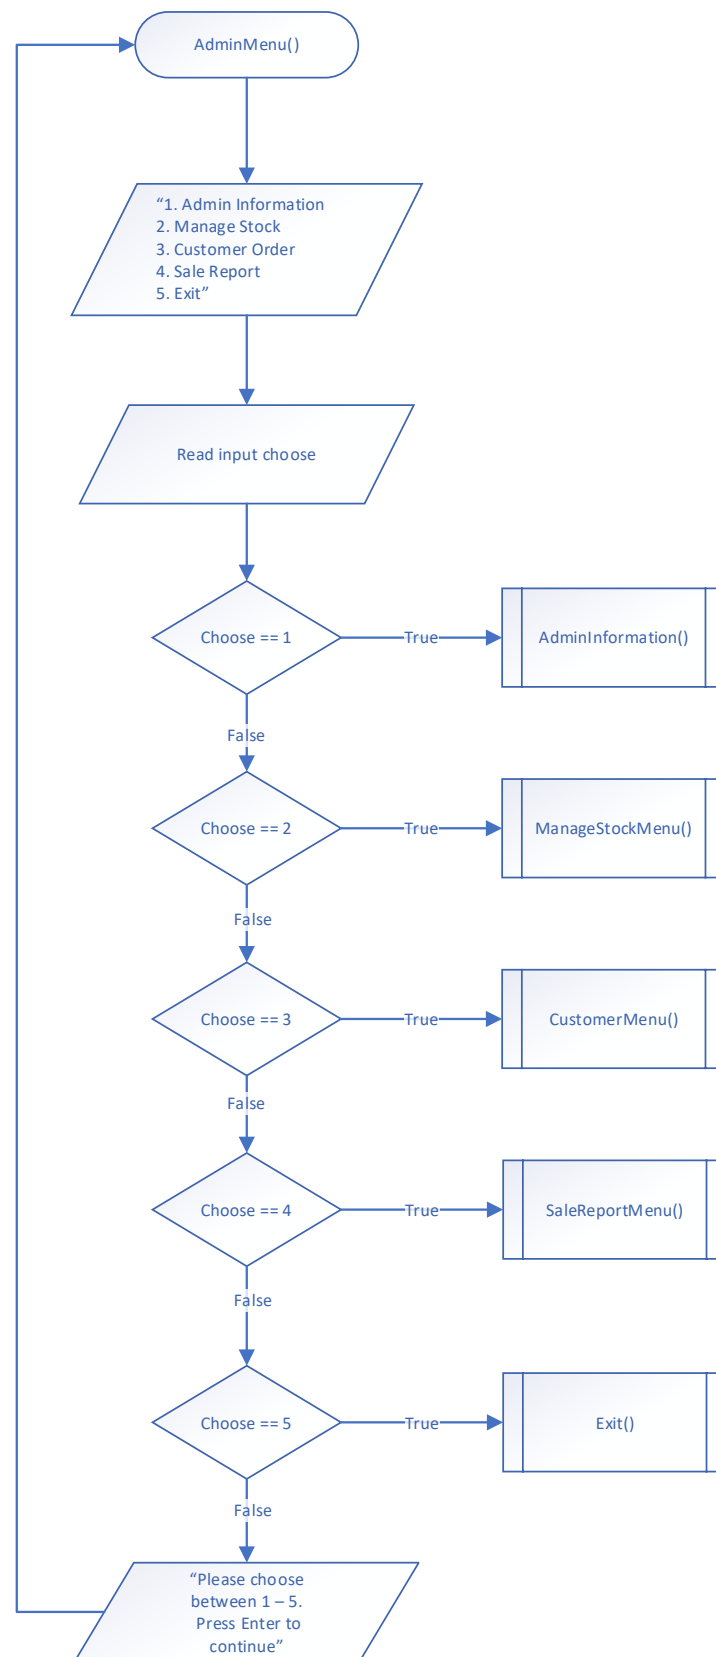 AdminMenu()
“1. Admin Information
2. Manage Stock
3. Customer Order
4. Sale Report
5. Exit”
Read input choose
Choose == 1
True
AdminInformation()
False
Choose == 2
True
ManageStockMenu()
False
Choose == 3
True
CustomerMenu()
False
Choose == 4
True
SaleReportMenu()
False
Choose == 5
True
Exit()
False
“Please choose
between 1 – 5.
Press Enter to
continue”